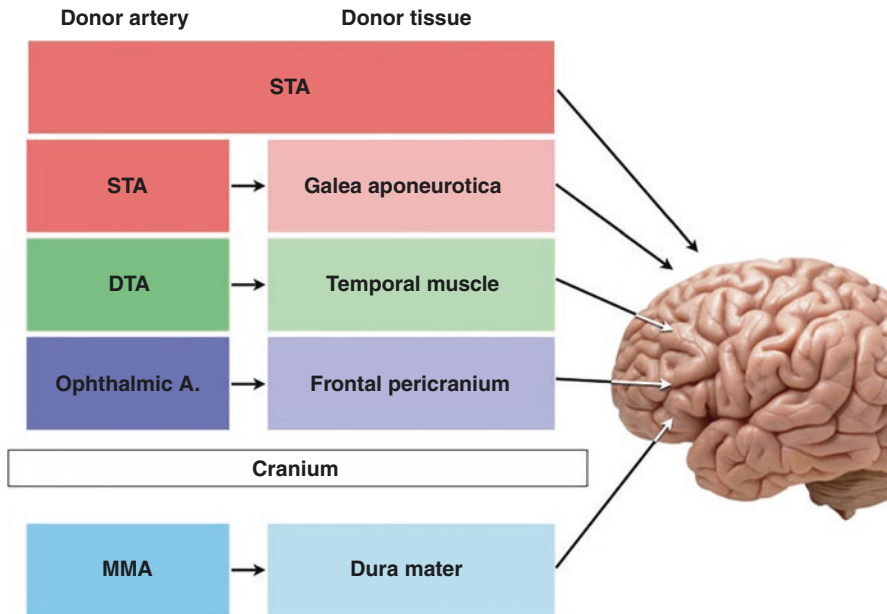 Donor artery Donor tissue
STA
STA Galea aponeurotica
DTA Temporal muscle
Ophthalmic A. Frontal pericranium
Cranium
MMA Dura mater